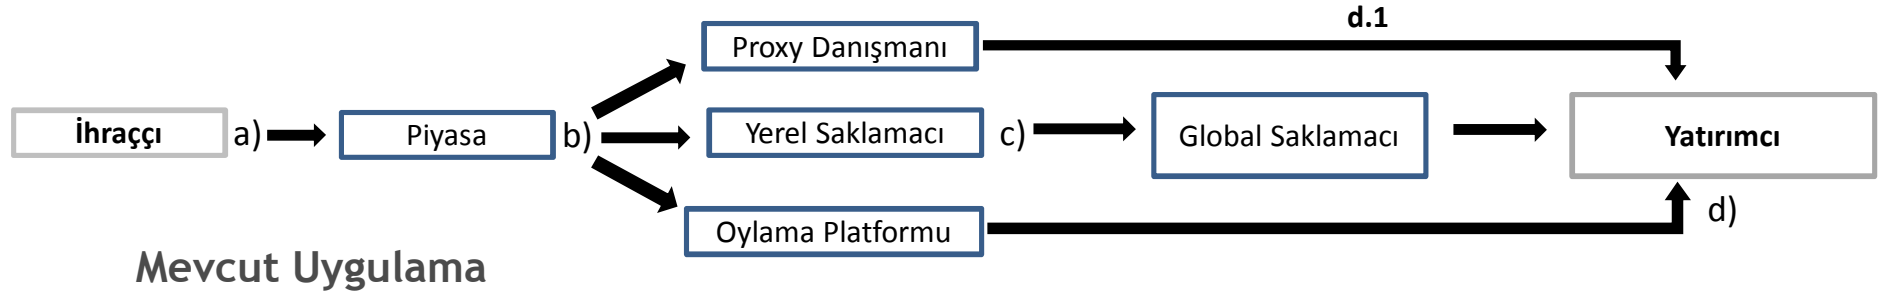 d.1
Proxy Danışmanı
İhraççı
a)
Piyasa
b)
Yerel Saklamacı
c)
Global Saklamacı
Yatırımcı
Oylama Platformu
d)
Mevcut Uygulama